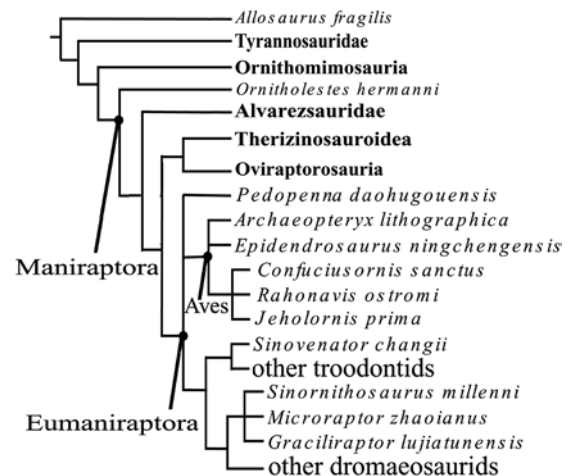 Allosaurus fragilis
Tyrannosauridae
Ornithomimosauria
Ornitholestes hermanni
Alvarezsauridae
Therizinosauroidea
Oviraptorosauria
Pedopenna daohugouensis
Archaeopteryx lithographica
Epidendrosaurus ningchengensis
Maniraptora
Confuciusornis sanctus
Rahonavis ostromi
Aves
Jeholornis prima
Sinovenator changii
other troodontids
Sinornithosaurus millenni
Eumaniraptora
Microraptor zhaoianus
Graciliraptor lujiatunensis
other dromaeosaurids